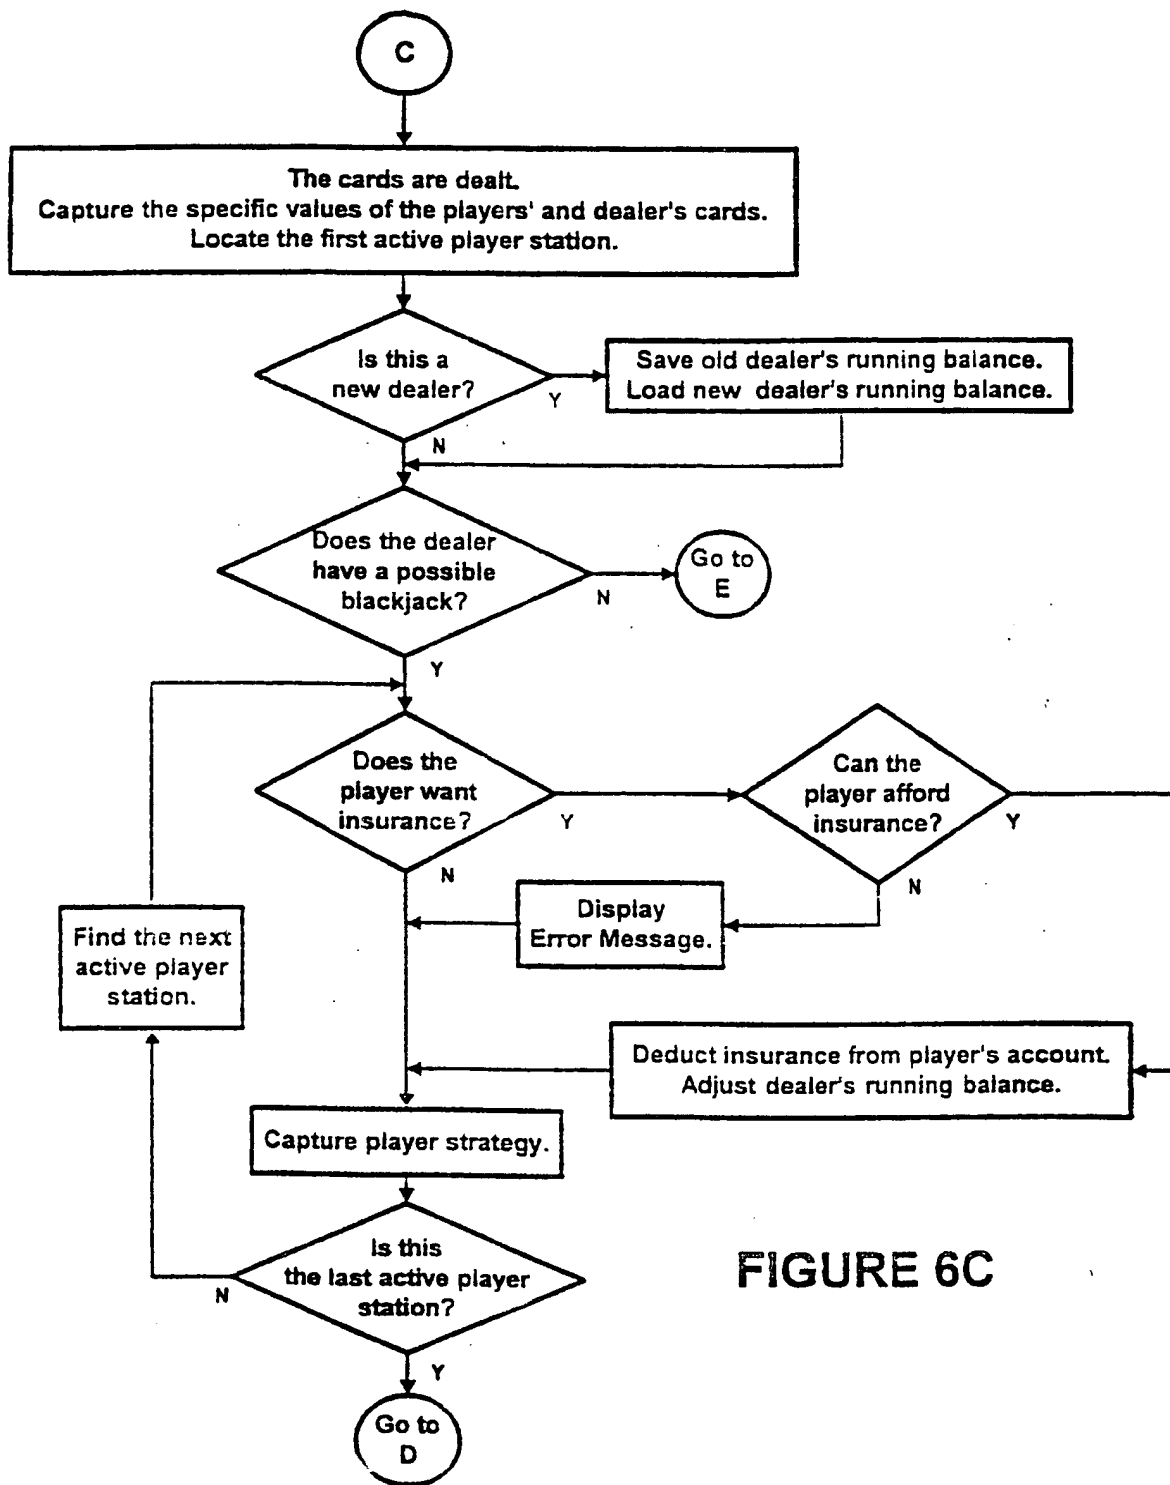 C
The cards are dealt.
Capture the specific values of the players' and dealer's cards.
Locate the first active player station.
Is this a
new dealer?
Y
Save old dealer's running balance.
Load new dealer's running balance.
N
Does the dealer
have a possible
blackjack?
N
Go to
E
Y
Does the
player want
insurance?
Y
Can the
player afford
insurance?
Y
N
N
Display
Error Message.
Find the next
active player
station.
Deduct insurance from player's account.
Adjust dealer's running balance.
Capture player strategy.
Is this
the last active player
station?
N
Y
Go to
D
FIGURE 6C